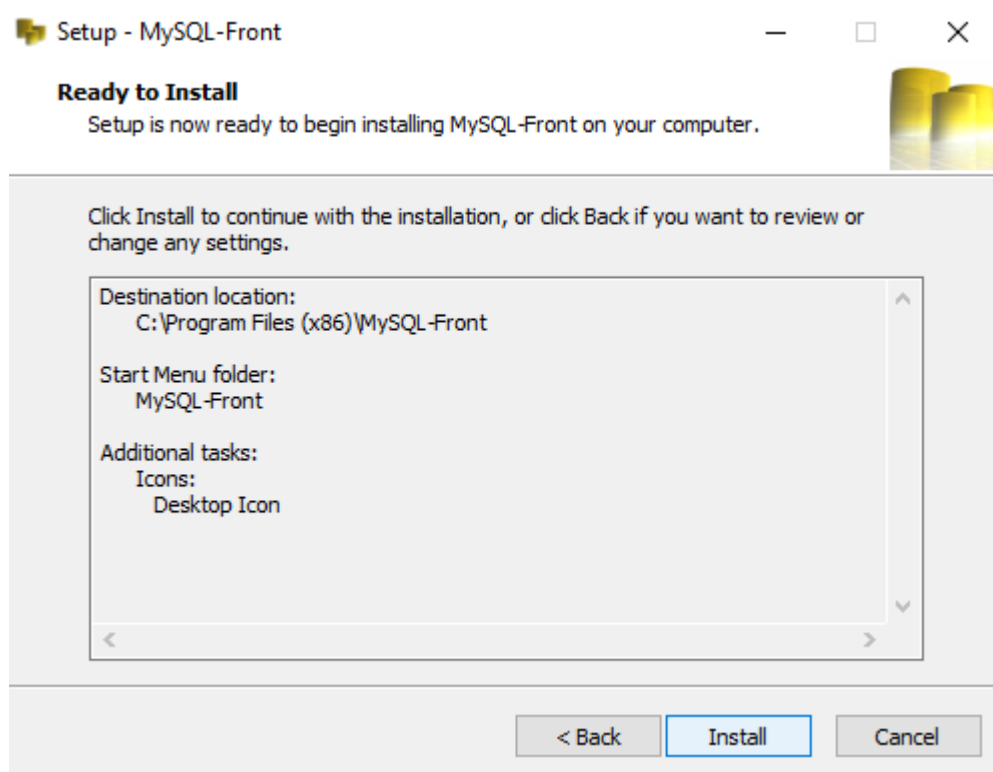 Setup - MySQL-Front
Ready to Install
Setup is now ready to begin installing MySQL-Front on your computer.
Click Install to continue with the installation, or click Back if you want to review or
change any settings.
Destination location:
C:\Program Files (x86)\MySQL-Front
Start Menu folder:
MySQL-Front
Additional tasks:
Icons:
Desktop Icon
< Back
Install
Cancel